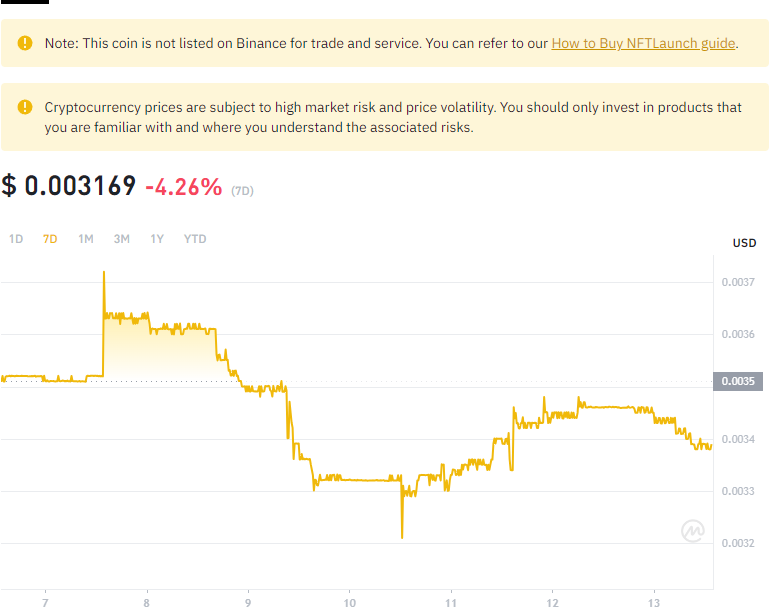 Note: This coin is not listed on Binance for trade and service. You can refer to our How to Buy NFTLaunch guide.
Cryptocurrency prices are subject to high market risk and price volatility. You should only invest in products that
you are familiar with and where you understand the associated risks.
$ 0.003169 -4.26% (7D)
1D 7D 1M 3M 1Y YTD
USD
0.0037
0.0036
0.0035
0.0034
0.0033
0.0032
7 8 9 10 11 12 13